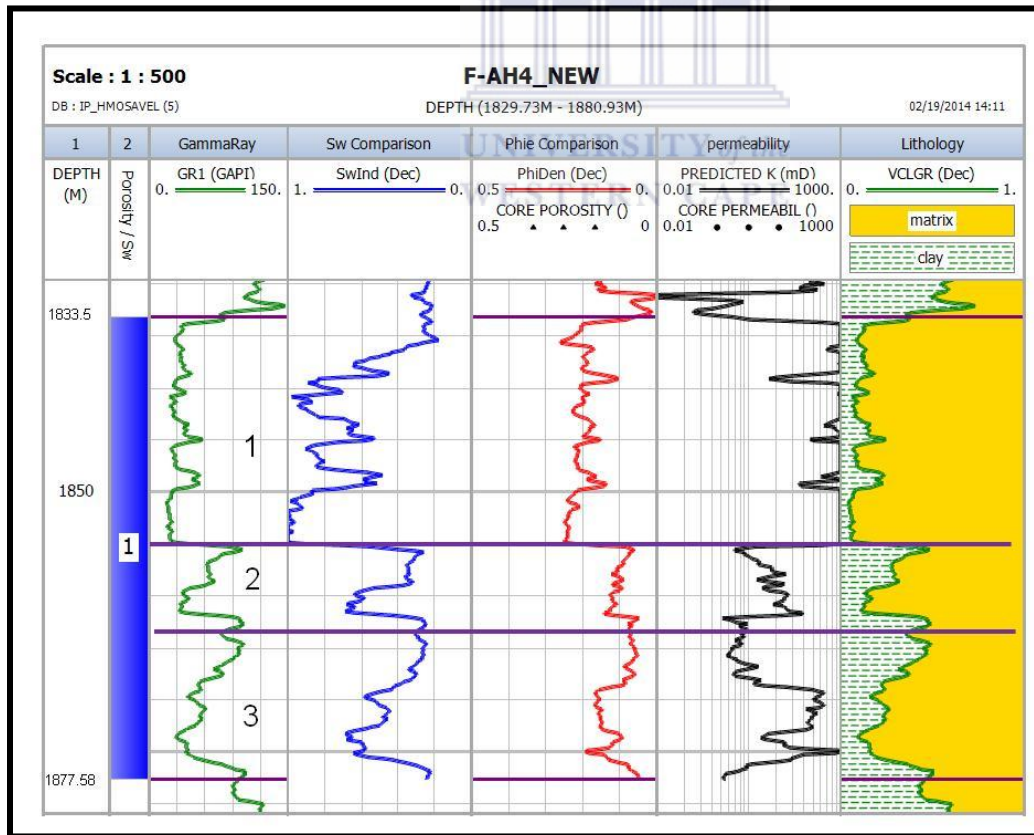 Scale : 1 : 500
F-AH4_NEW
DB : IP_HMOSAVEL (5)
DEPTH (1829.73M - 1880.93M)
02/19/2014 14:11
UNIVERSITY of the
WESTERN CAPE
1 2 GammaRay Sw Comparison Phie Comparison permeability Lithology
DEPTH
(M)
Porosity / Sw
GR1 (GAPI)
0. 150.
SwInd (Dec)
1. 0.
PhiDen (Dec)
0.5 0.
CORE POROSITY ()
0.5 0
PREDICTED K (mD)
0.01 1000.
CORE PERMEABIL ()
0.01 1000
VCLGR (Dec)
0. 1.
matrix
clay
1833.5
1
1850
1
2
3
1877.58